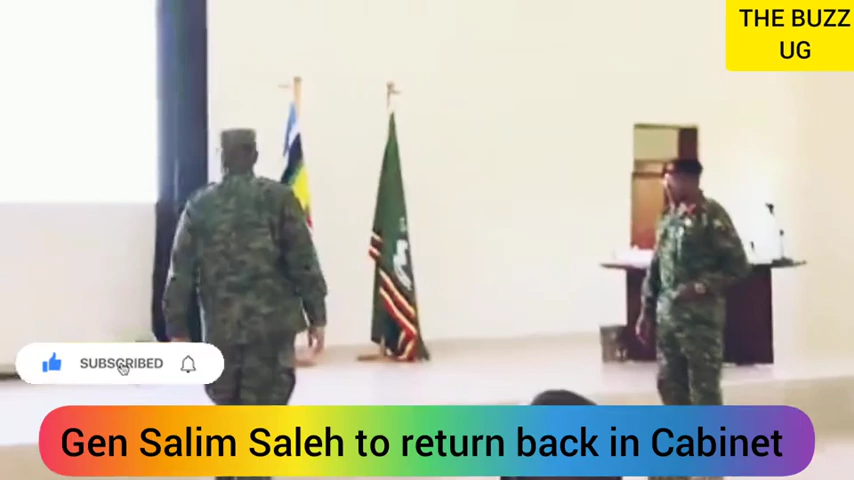 THE BUZZ
UG
SUBSCRIBED
Gen Salim Saleh to return back in Cabinet